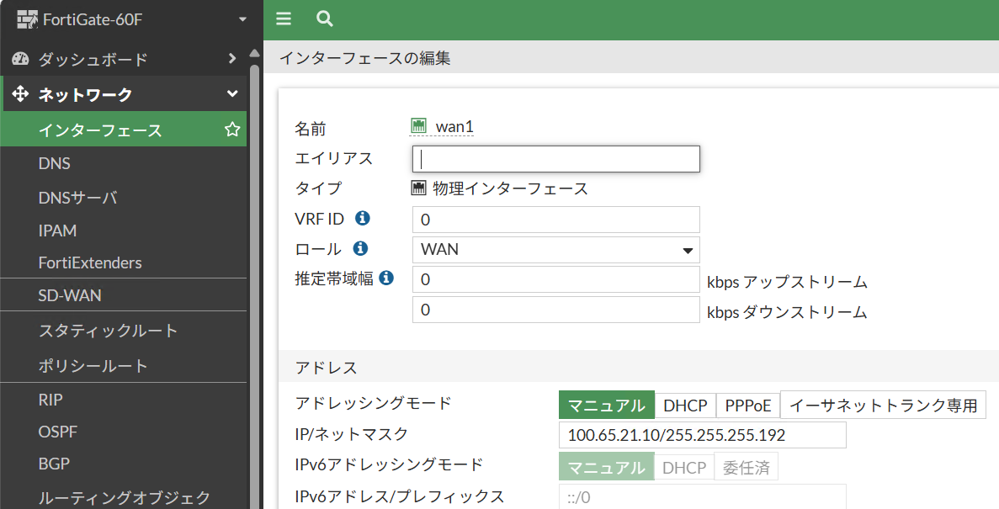 FortiGate-60F
ダッシュボード
ネットワーク
インターフェース
DNS
DNSサーバ
IPAM
FortiExtenders
SD-WAN
スタティックルート
ポリシールート
RIP
OSPF
BGP
ルーティングオブジェク
インターフェースの編集
名前 wan1
エイリアス
タイプ 物理インターフェース
VRF ID 0
ロール WAN
推定帯域幅 0 kbps アップストリーム
0 kbps ダウンストリーム
アドレス
アドレッシングモード マニュアル DHCP PPPoE イーサネットトランク専用
IP/ネットマスク 100.65.21.10/255.255.255.192
IPv6アドレッシングモード マニュアル DHCP 委任済
IPv6アドレス/プレフィックス ::/0